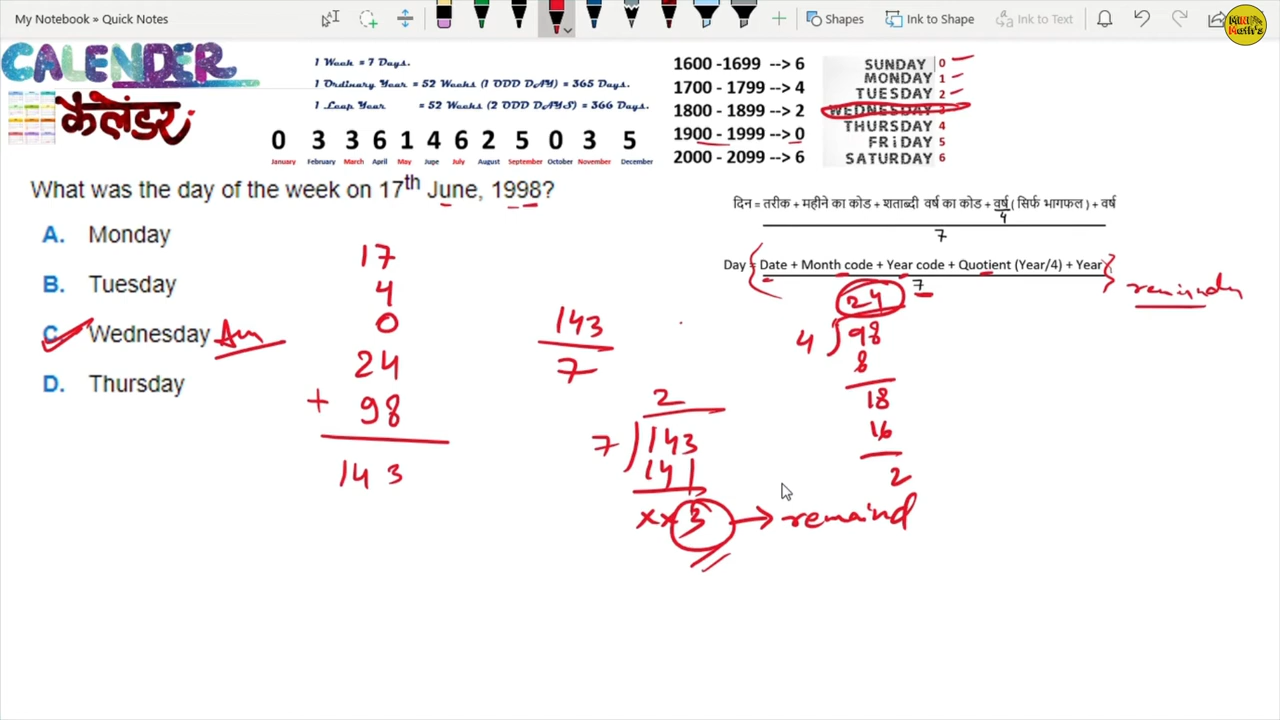 My Notebook » Quick Notes
Shapes
Ink to Shape
Ink to Text
Mini Math's
CALENDER
कैलेंडर
1 Week = 7 Days.
1 Ordinary Year = 52 Weeks (1 ODD DAY) = 365 Days.
1 Leap Year = 52 Weeks (2 ODD DAYS) = 366 Days.
0 3 3 6 1 4 6 2 5 0 3 5
January February March April May June July August September October November December
1600 -1699 --> 6
1700 - 1799 --> 4
1800 - 1899 --> 2
1900 - 1999 --> 0
2000 - 2099 --> 6
SUNDAY 0
MONDAY 1
TUESDAY 2
WEDNESDAY 3
THURSDAY 4
FRiDAY 5
SATURDAY 6
What was the day of the week on 17th June, 1998?
A. Monday
B. Tuesday
C. Wednesday Ans
D. Thursday
दिन = तरीक + महीने का कोड + शताब्दी वर्ष का कोड + वर्ष/4 ( सिर्फ भागफल ) + वर्ष
7
Day = Date + Month code + Year code + Quotient (Year/4) + Year
7
17
4
0
24
+ 98
143
143
7
2
7 143
141
xx3 → remaind
24
4 98
8
18
16
2